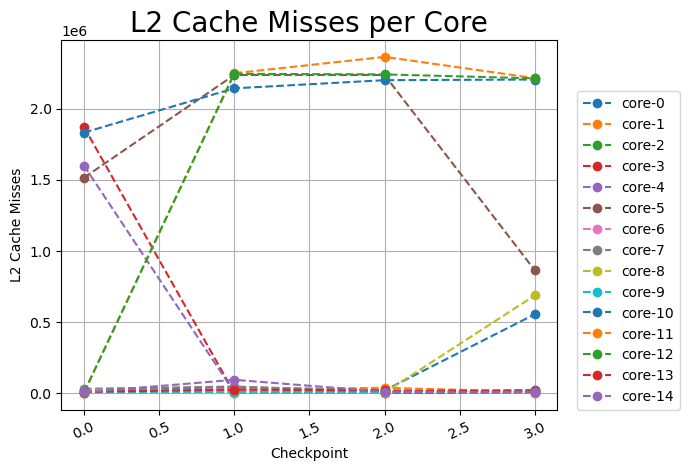 L2 Cache Misses per Core
1e6
2.0
1.5
1.0
0.5
0.0
L2 Cache Misses
0.0
0.5
1.0
1.5
2.0
2.5
3.0
Checkpoint
core-0
core-1
core-2
core-3
core-4
core-5
core-6
core-7
core-8
core-9
core-10
core-11
core-12
core-13
core-14